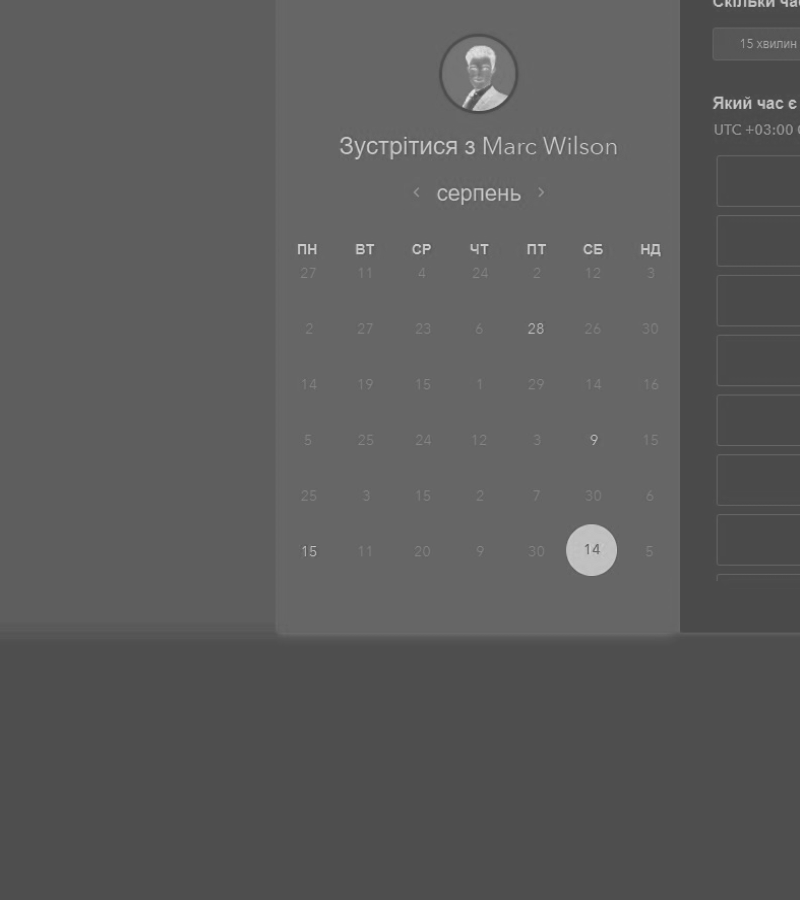 Скільки
15 хвилин
Який час є
UTC +03:00
Зустрітися з Marc Wilson
серпень
ПН ВТ СР ЧТ ПТ СБ НД
27 11 4 24 2 12 3
2 27 23 6 28 26 30
14 19 15 1 29 14 16
5 25 24 12 3 9 15
25 3 15 2 7 30 6
15 11 20 9 30 14 5